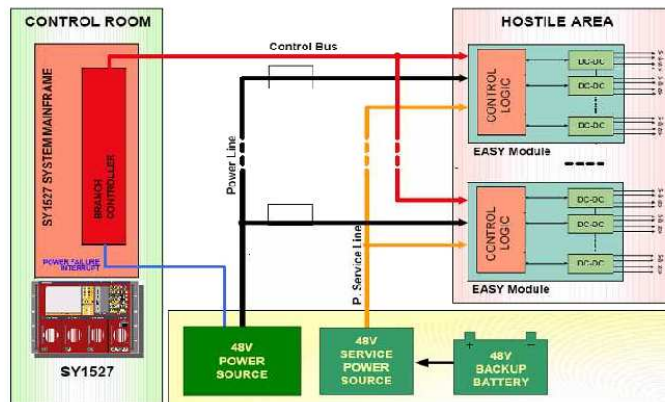 CONTROL ROOM
SY1527 SYSTEM MAINFRAME
BRANCH
CONTROLLER
POWER FAILURE
INTERRUPT
SY1527
Control Bus
Power Line
P. Service Line
HOSTILE AREA
CONTROL
LOGIC
DC-DC
DC-DC
DC-DC
EASY Module
CONTROL
LOGIC
DC-DC
DC-DC
DC-DC
EASY Module
48V
POWER
SOURCE
48V
SERVICE
POWER
SOURCE
48V
BACKUP
BATTERY